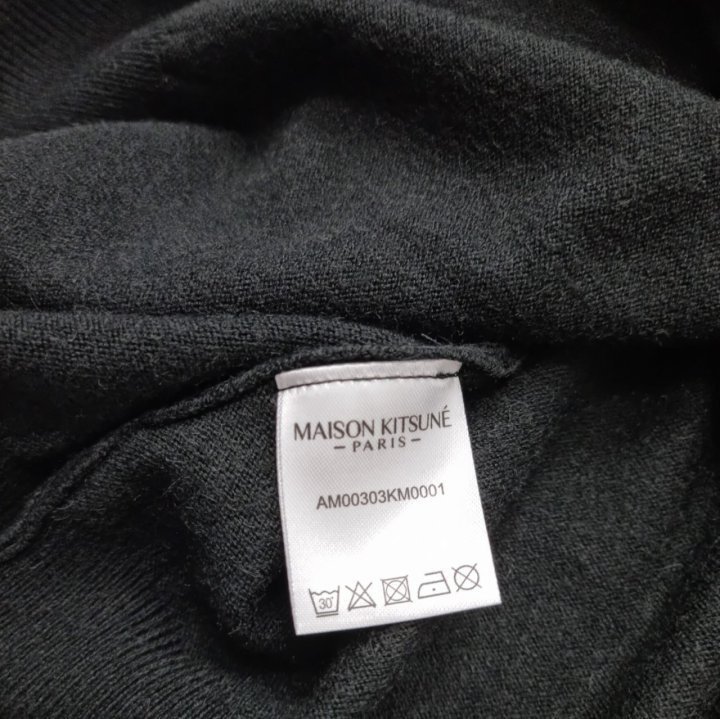 MAISON KITSUNÉ
PARIS
AM00303KM0001
30°